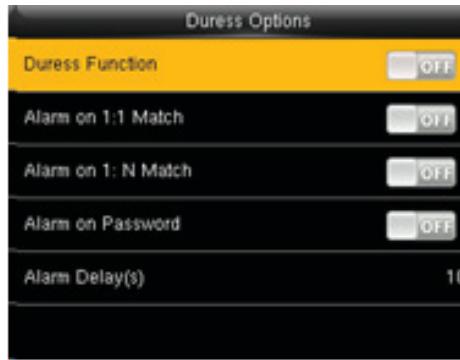 Duress Options
Duress Function OFF
Alarm on 1:1 Match OFF
Alarm on 1: N Match OFF
Alarm on Password OFF
Alarm Delay(s)